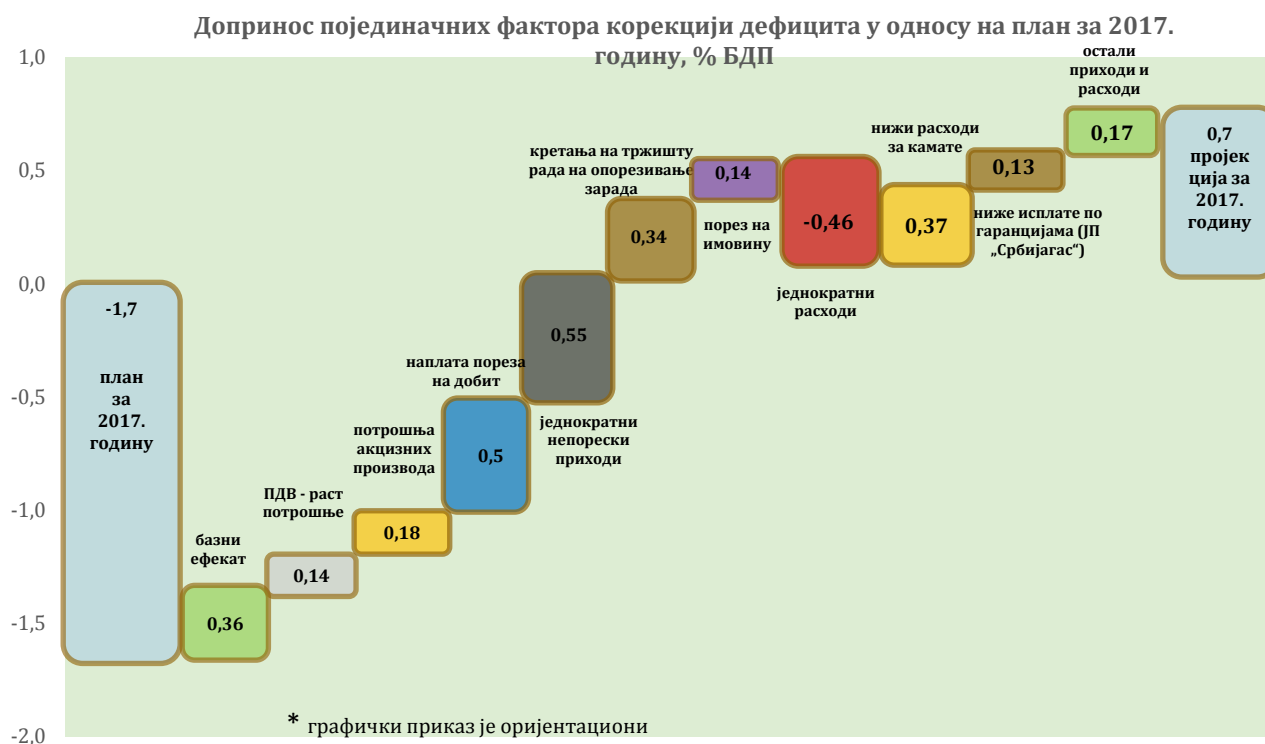 Допринос појединачних фактора корекцији дефицита у односу на план за 2017.
годину, % БДП
1,0
0,5
0,0
-0,5
-1,0
-1,5
-2,0
-1,7
план
за
2017.
годину
базни
ефекат
0,36
ПДВ - раст
потрошње
0,14
потрошња
акцизних
производа
0,18
наплата пореза
на добит
0,5
једнократни
непорески
приходи
0,55
кретања на тржишту
рада на опорезивање
зарада
0,34
порез на
имовину
0,14
једнократни
расходи
-0,46
нижи расходи
за камате
0,37
ниже исплате по
гаранцијама (ЈП
„Србијагас“)
0,13
остали
приходи и
расходи
0,17
0,7
пројек
ција за
2017.
годину
* графички приказ је оријентациони